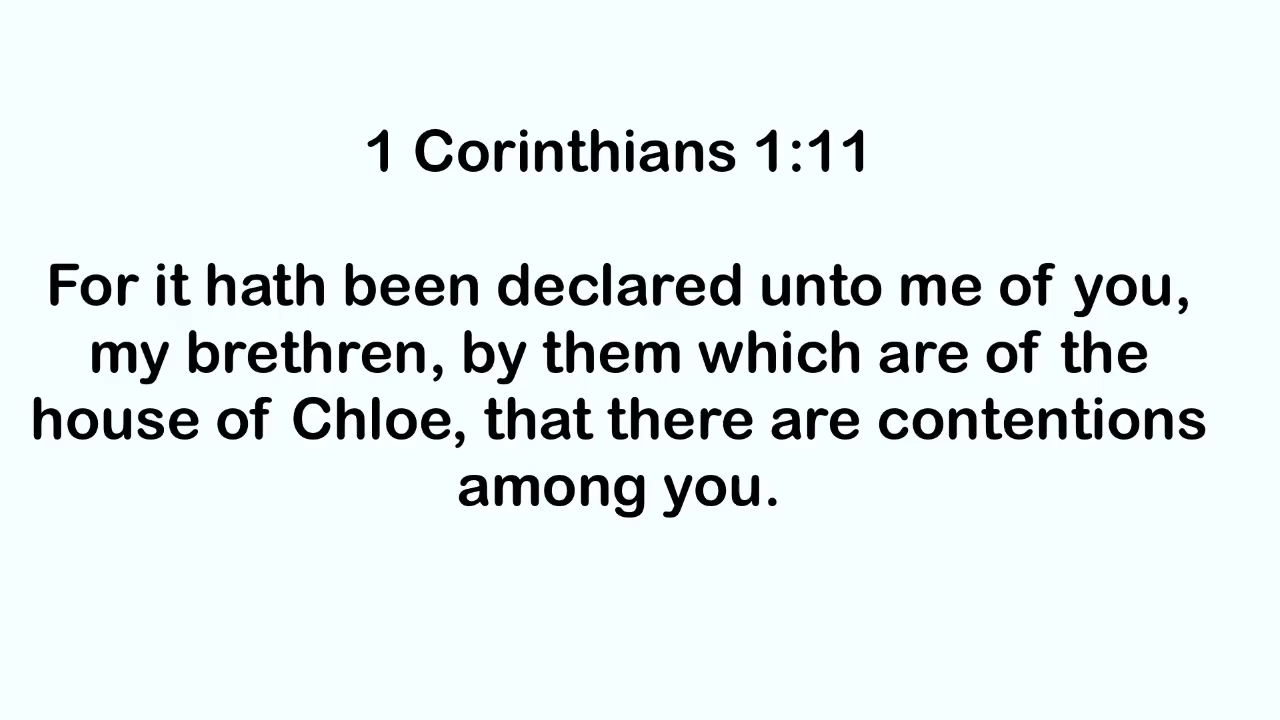 1 Corinthians 1:11
For it hath been declared unto me of you,
my brethren, by them which are of the
house of Chloe, that there are contentions
among you.